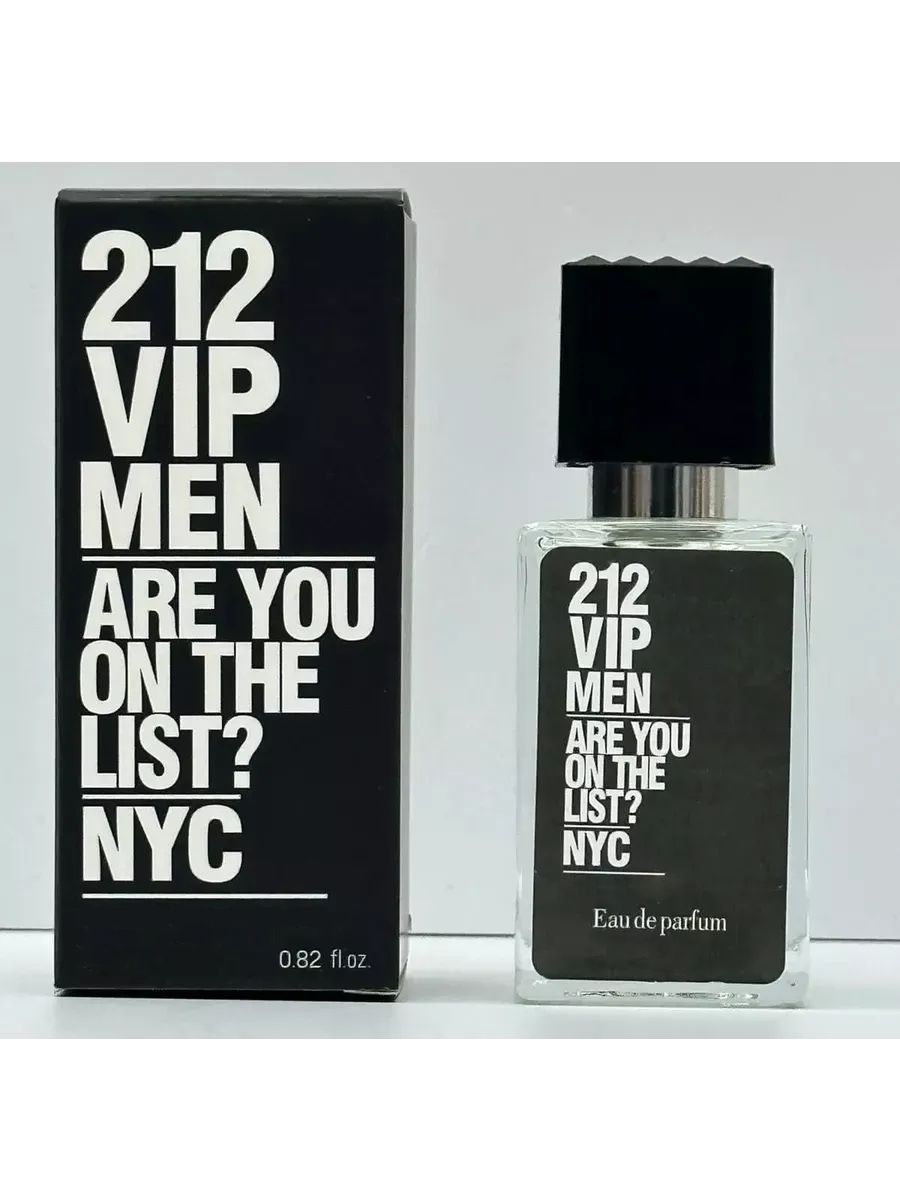 212
VIP
MEN
ARE YOU
ON THE
LIST?
NYC
0.82 fl.oz.
212
VIP
MEN
ARE YOU
ON THE
LIST?
NYC
Eau de parfum